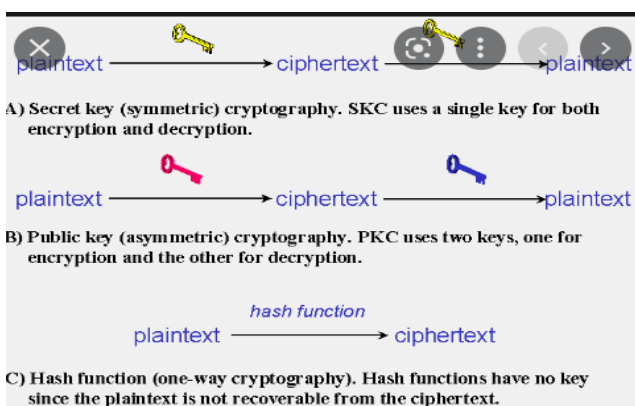 plaintext ciphertext plaintext
A) Secret key (symmetric) cryptography. SKC uses a single key for both
encryption and decryption.
plaintext ciphertext plaintext
B) Public key (asymmetric) cryptography. PKC uses two keys, one for
encryption and the other for decryption.
hash function
plaintext ciphertext
C) Hash function (one-way cryptography). Hash functions have no key
since the plaintext is not recoverable from the ciphertext.